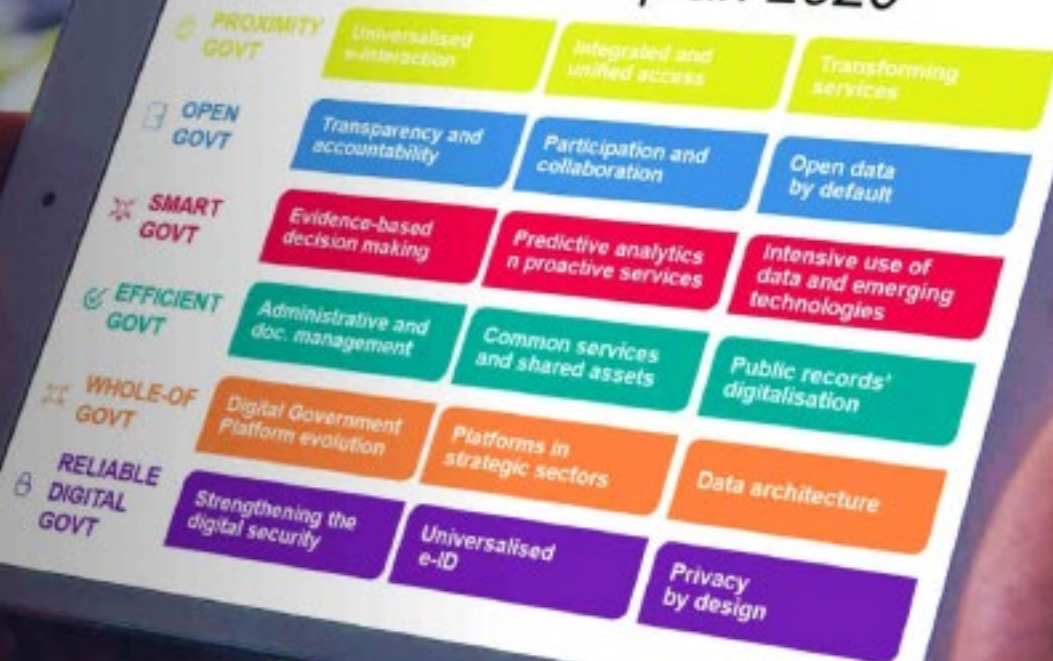 2020
PROXIMITY
GOVT
Universalised
e-interaction
Integrated and
unified access
Transforming
services
OPEN
GOVT
Transparency and
accountability
Participation and
collaboration
Open data
by default
SMART
GOVT
Evidence-based
decision making
Predictive analytics
n proactive services
Intensive use of
data and emerging
technologies
EFFICIENT
GOVT
Administrative and
doc. management
Common services
and shared assets
Public records'
digitalisation
WHOLE-OF
GOVT
Digital Government
Platform evolution
Platforms in
strategic sectors
Data architecture
RELIABLE
DIGITAL
GOVT
Strengthening the
digital security
Universalised
e-ID
Privacy
by design